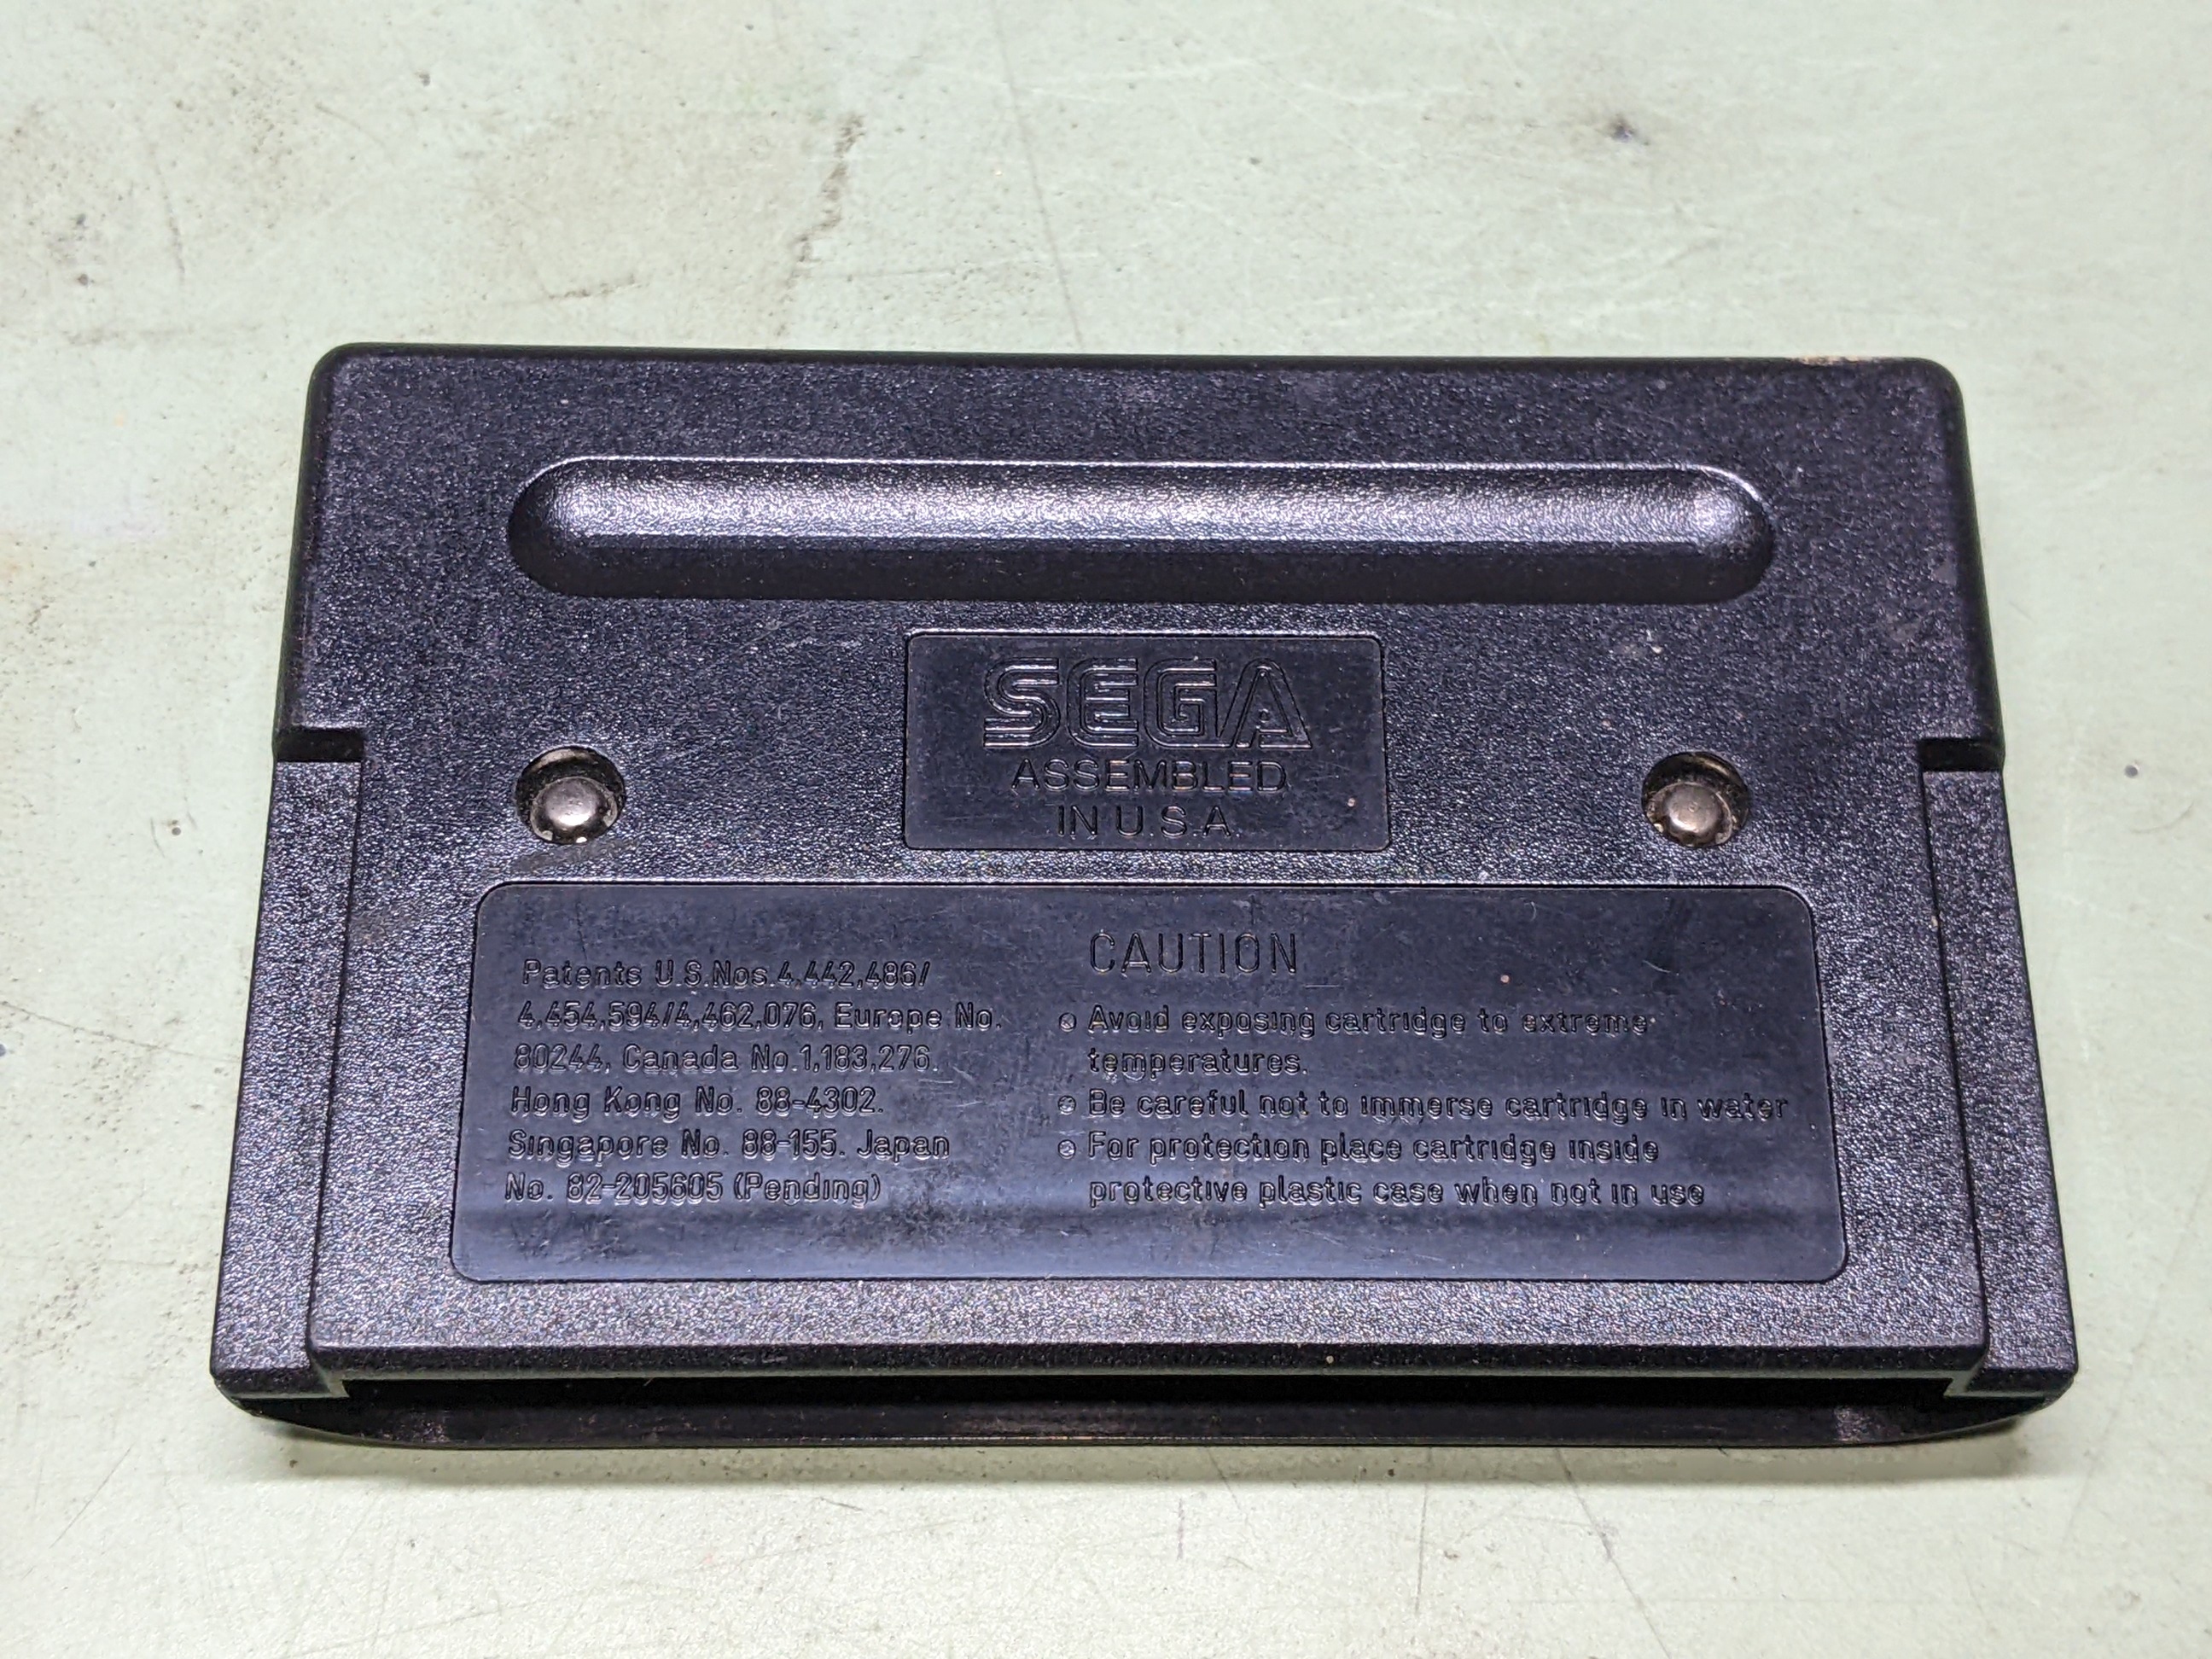 SEGA
ASSEMBLED
IN U.S.A.
Patents U.S.Nos.4,442,486/
4,454,594/4,462,076, Europe No.
80244, Canada No.1,183,276.
Hong Kong No. 88-4302.
Singapore No. 88-155. Japan
No. 82-205605 (Pending)
CAUTION
Avoid exposing cartridge to extreme
temperatures.
Be careful not to immerse cartridge in water
For protection place cartridge inside
protective plastic case when not in use